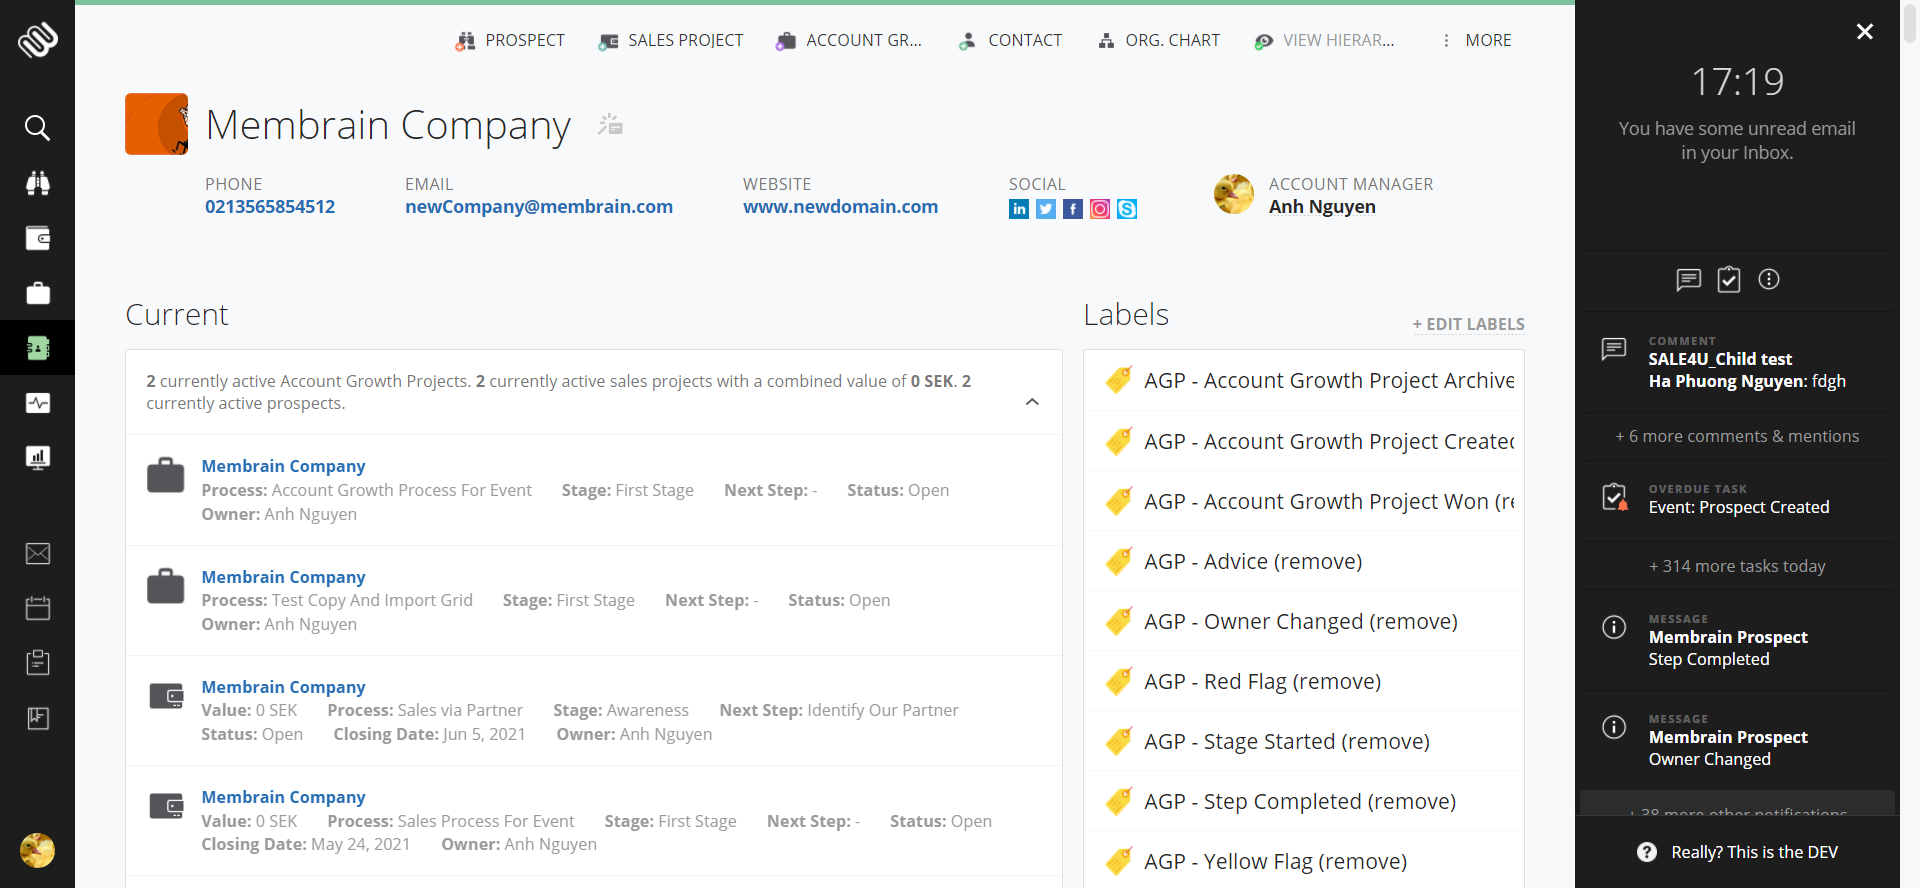 PROSPECT
SALES PROJECT
ACCOUNT GR...
CONTACT
ORG. CHART
VIEW HIERAR...
MORE
Membrain Company
PHONE
0213565854512
EMAIL
newCompany@membrain.com
WEBSITE
www.newdomain.com
SOCIAL
ACCOUNT MANAGER
Anh Nguyen
Current
2 currently active Account Growth Projects. 2 currently active sales projects with a combined value of 0 SEK. 2
currently active prospects.
Membrain Company
Process: Account Growth Process For Event Stage: First Stage Next Step: - Status: Open
Owner: Anh Nguyen
Membrain Company
Process: Test Copy And Import Grid Stage: First Stage Next Step: - Status: Open
Owner: Anh Nguyen
Membrain Company
Value: 0 SEK Process: Sales via Partner Stage: Awareness Next Step: Identify Our Partner
Status: Open Closing Date: Jun 5, 2021 Owner: Anh Nguyen
Membrain Company
Value: 0 SEK Process: Sales Process For Event Stage: First Stage Next Step: - Status: Open
Closing Date: May 24, 2021 Owner: Anh Nguyen
Labels
+ EDIT LABELS
AGP - Account Growth Project Archive
AGP - Account Growth Project Created
AGP - Account Growth Project Won (re
AGP - Advice (remove)
AGP - Owner Changed (remove)
AGP - Red Flag (remove)
AGP - Stage Started (remove)
AGP - Step Completed (remove)
AGP - Yellow Flag (remove)
17:19
You have some unread email
in your Inbox.
COMMENT
SALE4U_Child test
Ha Phuong Nguyen: fdgh
+ 6 more comments & mentions
OVERDUE TASK
Event: Prospect Created
+ 314 more tasks today
MESSAGE
Membrain Prospect
Step Completed
MESSAGE
Membrain Prospect
Owner Changed
+ 38 more other notifications
Really? This is the DEV